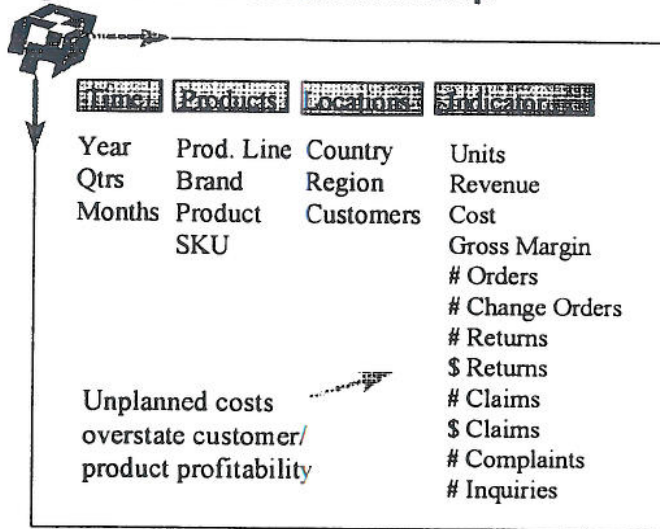 Time Products Locations Indicators
Year Prod. Line Country Units
Qtrs Brand Region Revenue
Months Product Customers Cost
SKU Gross Margin
# Orders
# Change Orders
# Returns
$ Returns
# Claims
$ Claims
# Complaints
# Inquiries
Unplanned costs
overstate customer/
product profitability